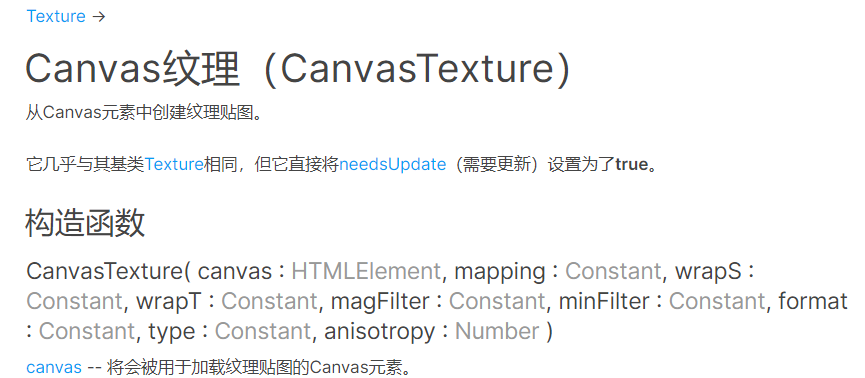 Texture →
Canvas纹理（CanvasTexture）
从Canvas元素中创建纹理贴图。
它几乎与其基类Texture相同，但它直接将needsUpdate（需要更新）设置为了true。
构造函数
CanvasTexture( canvas : HTMLElement, mapping : Constant, wrapS :
Constant, wrapT : Constant, magFilter : Constant, minFilter : Constant, format
: Constant, type : Constant, anisotropy : Number )
canvas -- 将会被用于加载纹理贴图的Canvas元素。